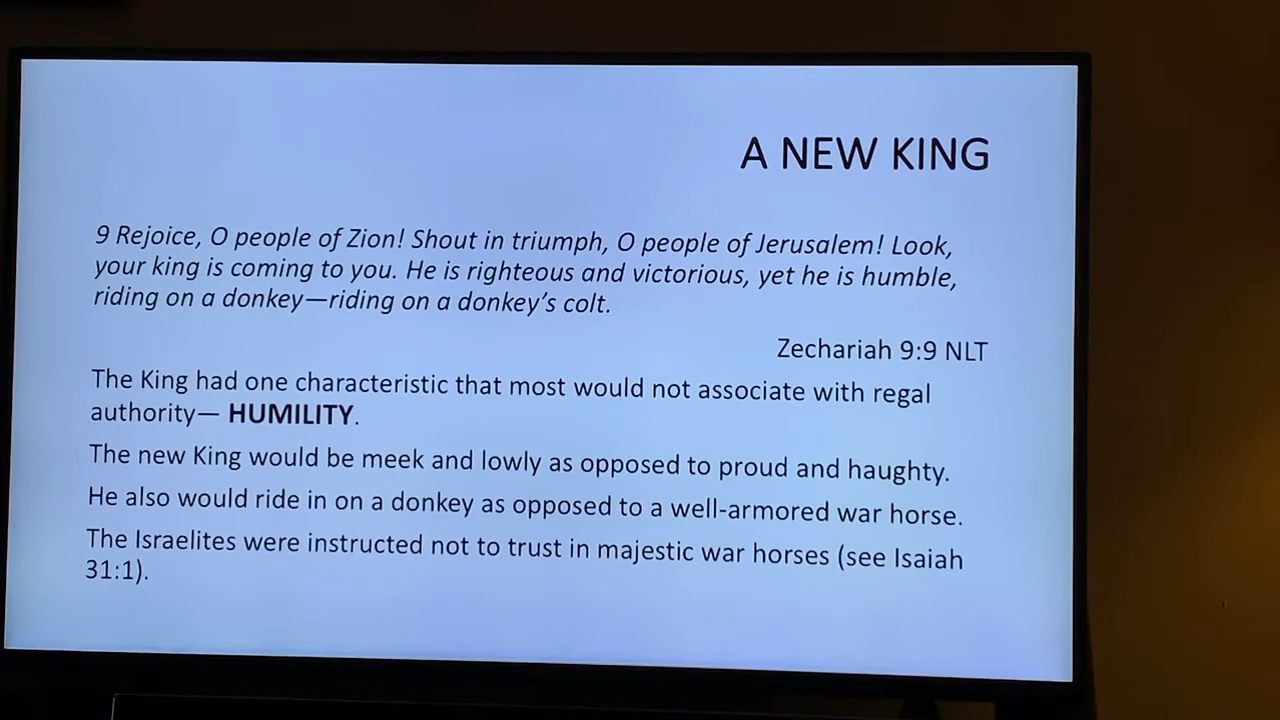 A NEW KING
9 Rejoice, O people of Zion! Shout in triumph, O people of Jerusalem! Look,
your king is coming to you. He is righteous and victorious, yet he is humble,
riding on a donkey—riding on a donkey’s colt.
Zechariah 9:9 NLT
The King had one characteristic that most would not associate with regal
authority— HUMILITY.
The new King would be meek and lowly as opposed to proud and haughty.
He also would ride in on a donkey as opposed to a well-armored war horse.
The Israelites were instructed not to trust in majestic war horses (see Isaiah
31:1).